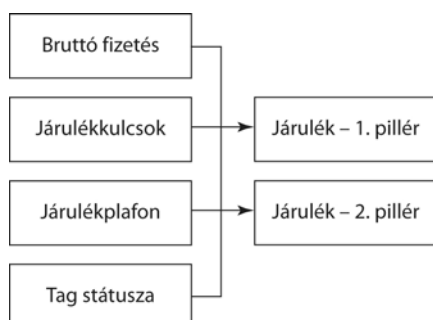 Bruttó fizetés
Járulékkulcsok
Járulék – 1. pillér
Járulékplafon
Járulék – 2. pillér
Tag státusza